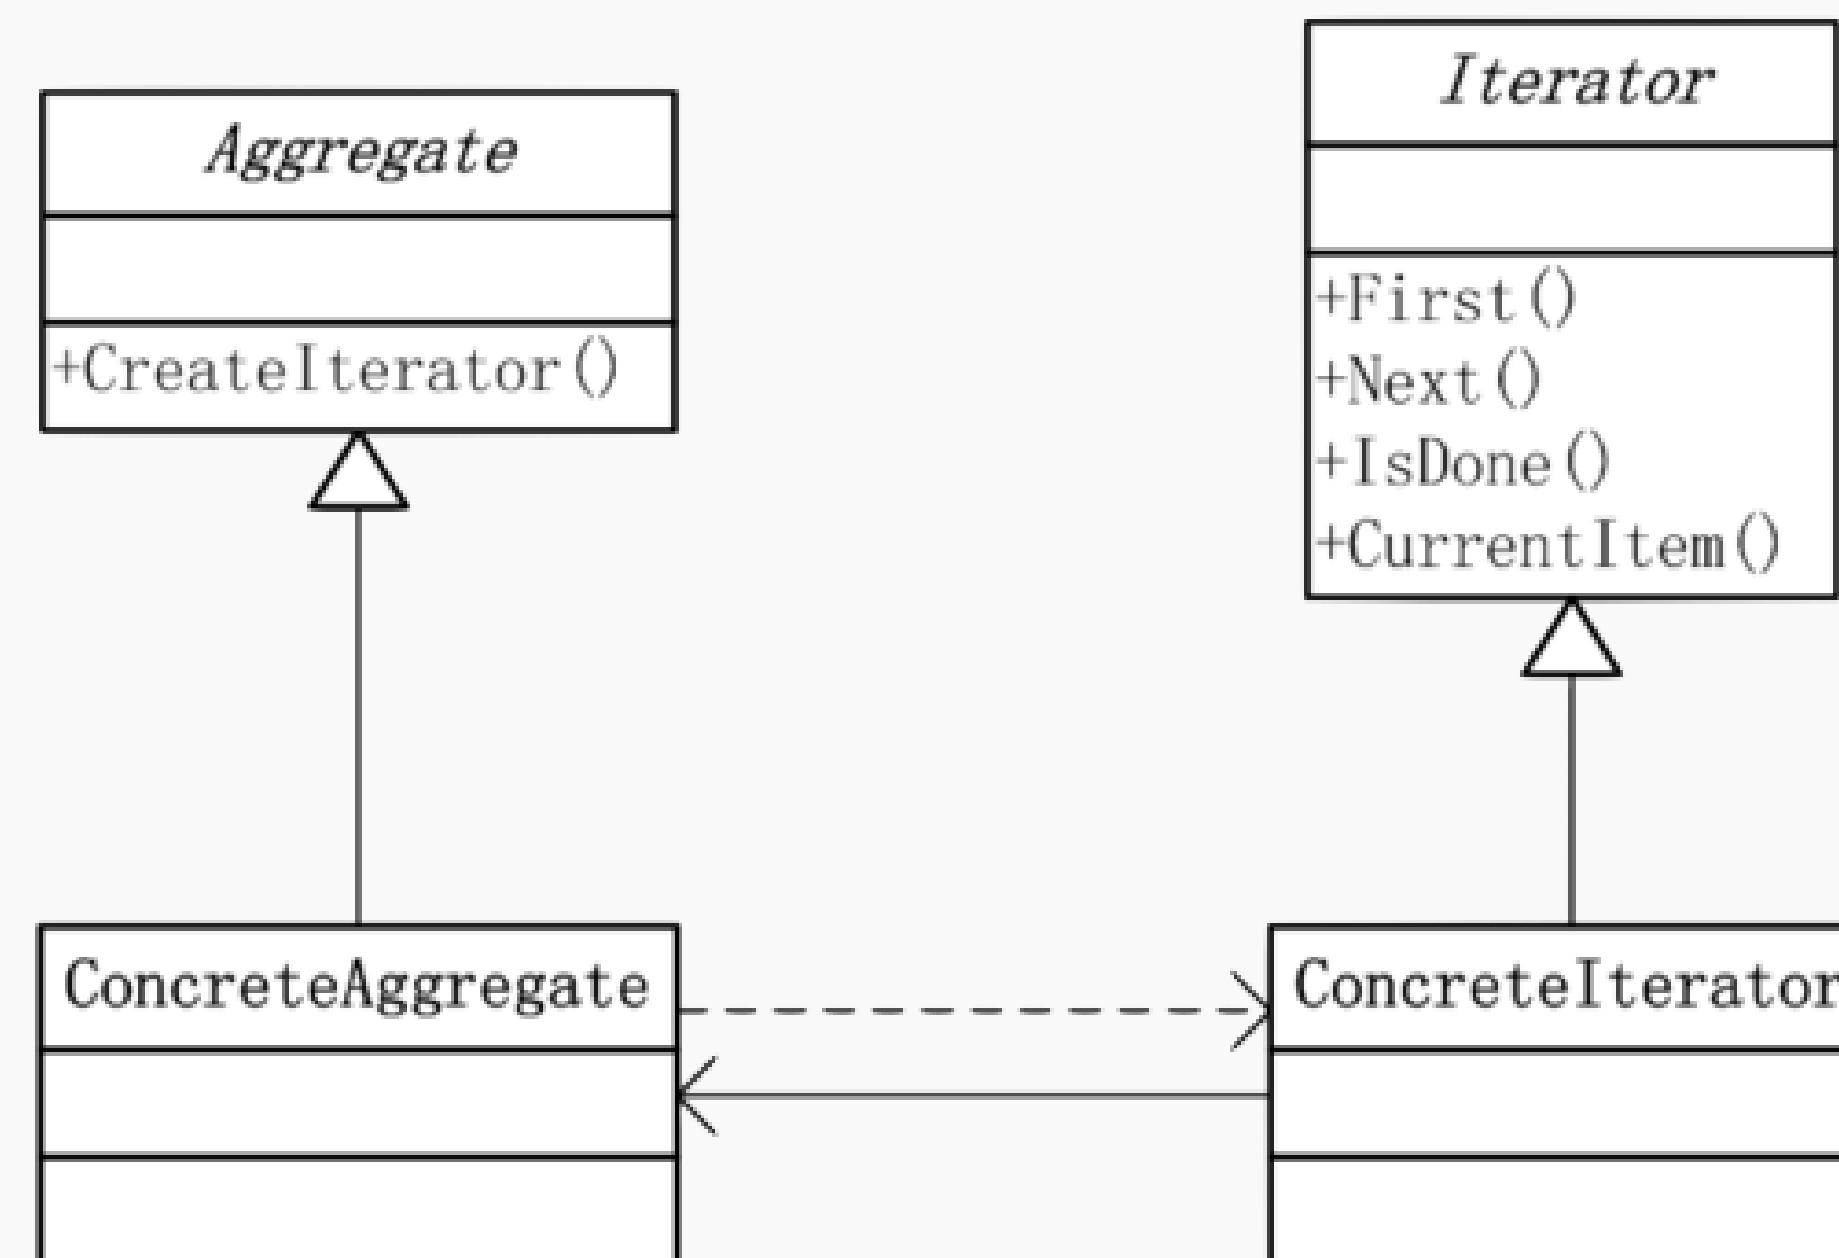 Aggregate
+CreateIterator()
Iterator
+First()
+Next()
+IsDone()
+CurrentItem()
ConcreteAggregate
ConcreteIterator